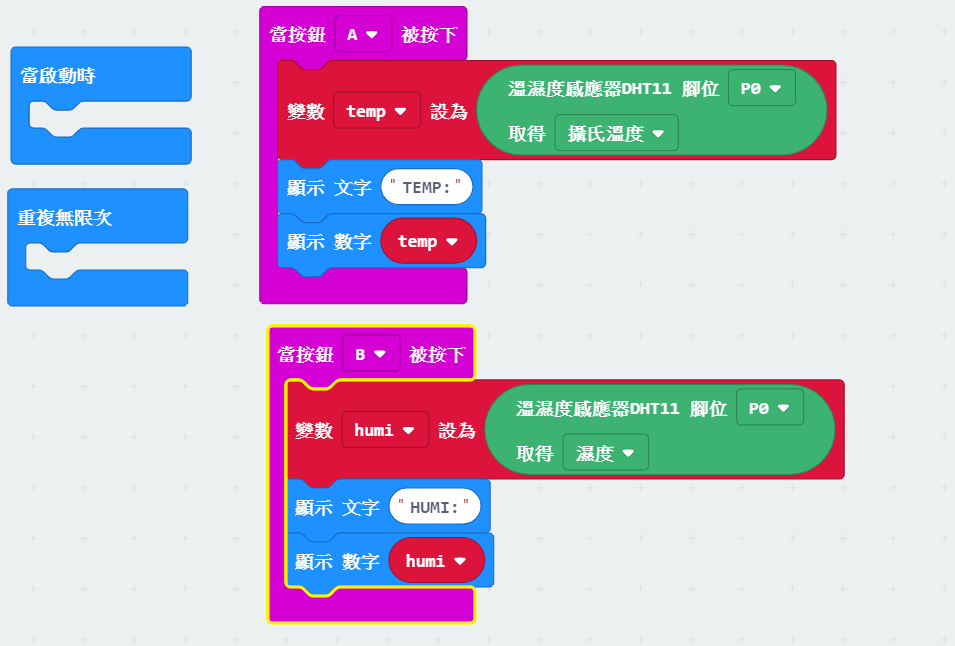 當啟動時
重複無限次
當按鈕 A 被按下
變數 temp 設為 溫濕度感應器DHT11 腳位 P0
取得 攝氏溫度
顯示 文字 "TEMP:"
顯示 數字 temp
當按鈕 B 被按下
變數 humi 設為 溫濕度感應器DHT11 腳位 P0
取得 濕度
顯示 文字 "HUMI:"
顯示 數字 humi